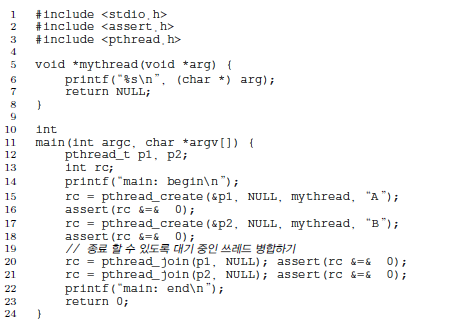 1 #include <stdio.h>
2 #include <assert.h>
3 #include <pthread.h>
4
5 void *mythread(void *arg) {
6 printf("%s\n", (char *) arg);
7 return NULL;
8 }
9
10 int
11 main(int argc, char *argv[]) {
12 pthread_t p1, p2;
13 int rc;
14 printf("main: begin\n");
15 rc = pthread_create(&p1, NULL, mythread, "A");
16 assert(rc &=& 0);
17 rc = pthread_create(&p2, NULL, mythread, "B");
18 assert(rc &=& 0);
19 // 종료 할 수 있도록 대기 중인 쓰레드 병합하기
20 rc = pthread_join(p1, NULL); assert(rc &=& 0);
21 rc = pthread_join(p2, NULL); assert(rc &=& 0);
22 printf("main: end\n");
23 return 0;
24 }